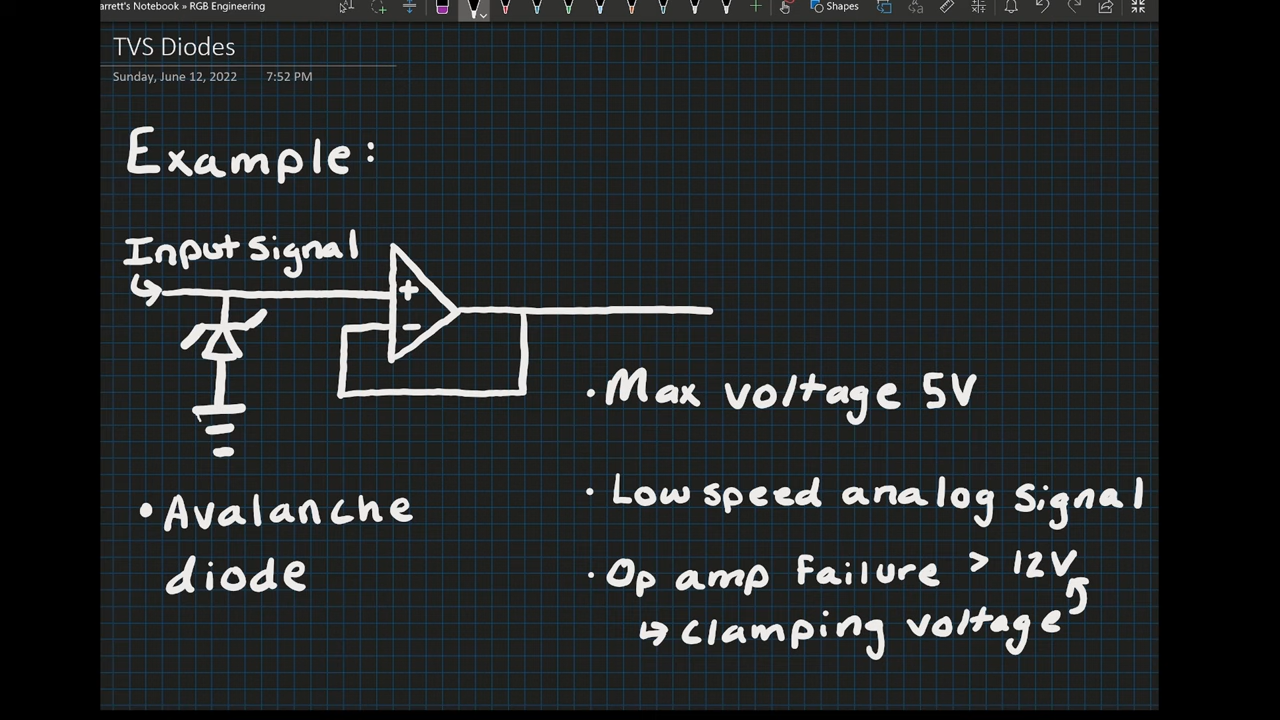 arrett's Notebook » RGB Engineering
Shapes
TVS Diodes
Sunday, June 12, 2022 7:52 PM
Example:
Input Signal
+
-
• Max voltage 5V
• Low speed analog Signal
• Avalanche
diode
• Op amp Failure > 12V
↳ clamping voltage